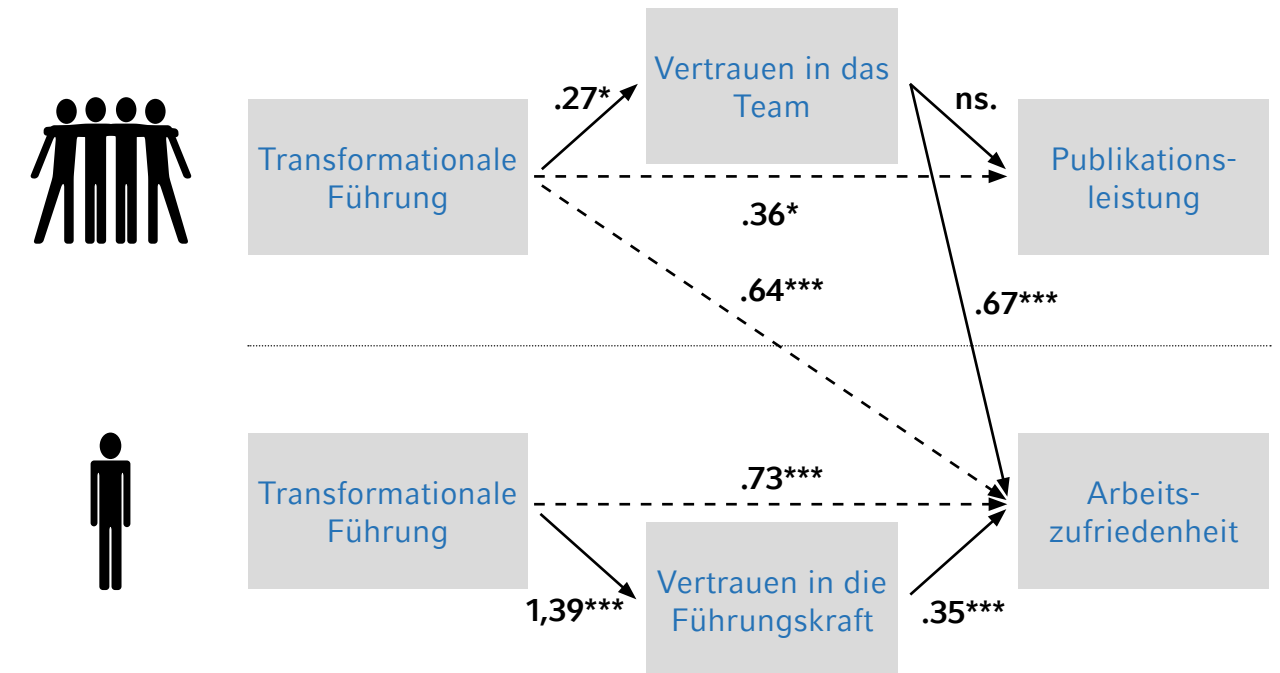 Vertrauen in das
Team
.27*
ns.
Transformationale
Führung
Publikations-
leistung
.36*
.64***
.67***
Transformationale
Führung
.73***
Arbeits-
zufriedenheit
Vertrauen in die
Führungskraft
1,39***
.35***